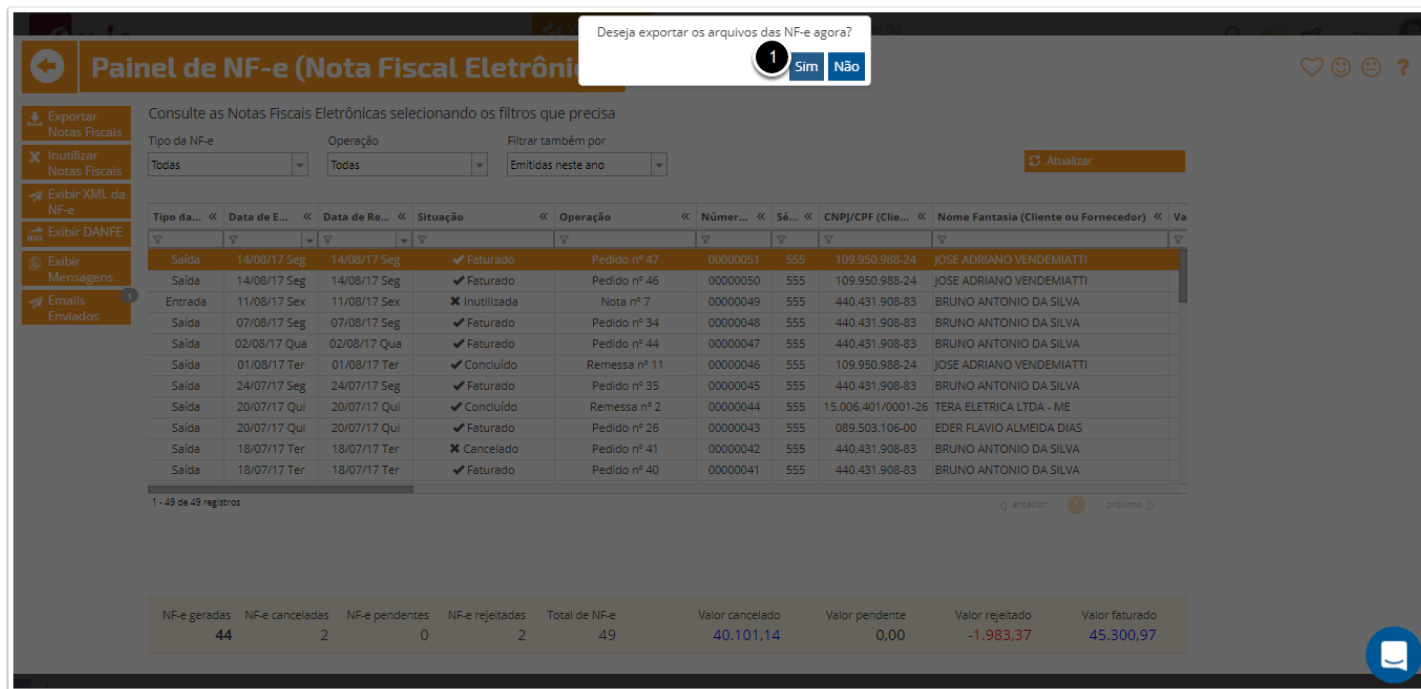 Deseja exportar os arquivos das NF-e agora?
1
Sim Não
Painel de NF-e (Nota Fiscal
Exportar
Notas Fiscais
Inutilizar
Notas Fiscais
Exibir XML da
NF-e
Exibir DANFE
Exibir
Mensagens
Emails
Enviados
1
Consulte as Notas Fiscais Eletrônicas selecionando os filtros que precisa
Tipo da NF-e Operação Filtrar também por
Todas Todas Emitidas neste ano Atualizar
Tipo da... « Data de E... « Data de Re... « Situação « Operação « Númer... « Sé... « CNPJ/CPF (Clie... « Nome Fantasia (Cliente ou Fornecedor) « Va
Saída 14/08/17 Seg 14/08/17 Seg ✔ Faturado Pedido nº 47 00000051 555 109.950.988-24 JOSE ADRIANO VENDEMIATTI
Saída 14/08/17 Seg 14/08/17 Seg ✔ Faturado Pedido nº 46 00000050 555 109.950.988-24 JOSE ADRIANO VENDEMIATTI
Entrada 11/08/17 Sex 11/08/17 Sex ✖ Inutilizada Nota nº 7 00000049 555 440.431.908-83 BRUNO ANTONIO DA SILVA
Saída 07/08/17 Seg 07/08/17 Seg ✔ Faturado Pedido nº 34 00000048 555 440.431.908-83 BRUNO ANTONIO DA SILVA
Saída 02/08/17 Qua 02/08/17 Qua ✔ Faturado Pedido nº 44 00000047 555 440.431.908-83 BRUNO ANTONIO DA SILVA
Saída 01/08/17 Ter 01/08/17 Ter ✔ Concluído Remessa nº 11 00000046 555 109.950.988-24 JOSE ADRIANO VENDEMIATTI
Saída 24/07/17 Seg 24/07/17 Seg ✔ Faturado Pedido nº 35 00000045 555 440.431.908-83 BRUNO ANTONIO DA SILVA
Saída 20/07/17 Qui 20/07/17 Qui ✔ Concluído Remessa nº 2 00000044 555 15.006.401/0001-26 TERA ELETRICA LTDA - ME
Saída 20/07/17 Qui 20/07/17 Qui ✔ Faturado Pedido nº 26 00000043 555 089.503.106-00 EDER FLAVIO ALMEIDA DIAS
Saída 18/07/17 Ter 18/07/17 Ter ✖ Cancelado Pedido nº 41 00000042 555 440.431.908-83 BRUNO ANTONIO DA SILVA
Saída 18/07/17 Ter 18/07/17 Ter ✔ Faturado Pedido nº 40 00000041 555 440.431.908-83 BRUNO ANTONIO DA SILVA
1 - 49 de 49 registros anterior 1 próximo
NF-e geradas NF-e canceladas NF-e pendentes NF-e rejeitadas Total de NF-e Valor cancelado Valor pendente Valor rejeitado Valor faturado
44 2 0 2 49 40.101,14 0,00 -1.983,37 45.300,97